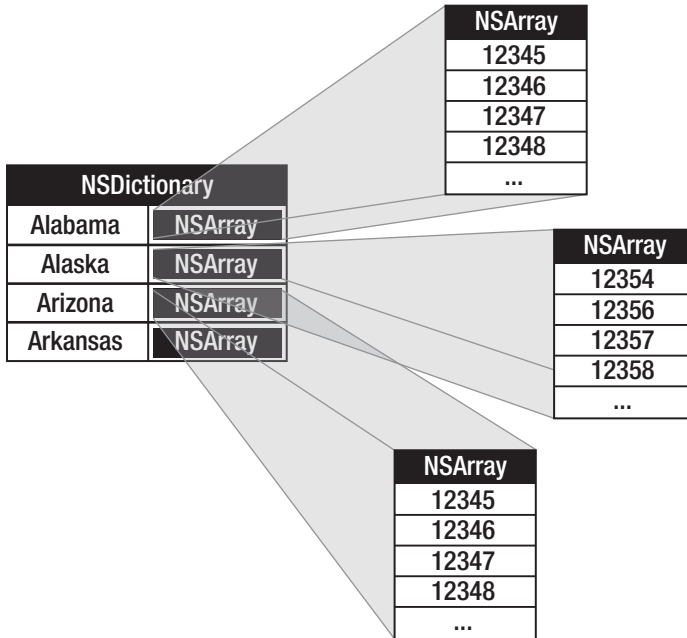 NSArray
12345
12346
12347
12348
...
NSDictionary
Alabama NSArray
Alaska NSArray
Arizona NSArray
Arkansas NSArray
NSArray
12354
12356
12357
12358
...
NSArray
12345
12346
12347
12348
...